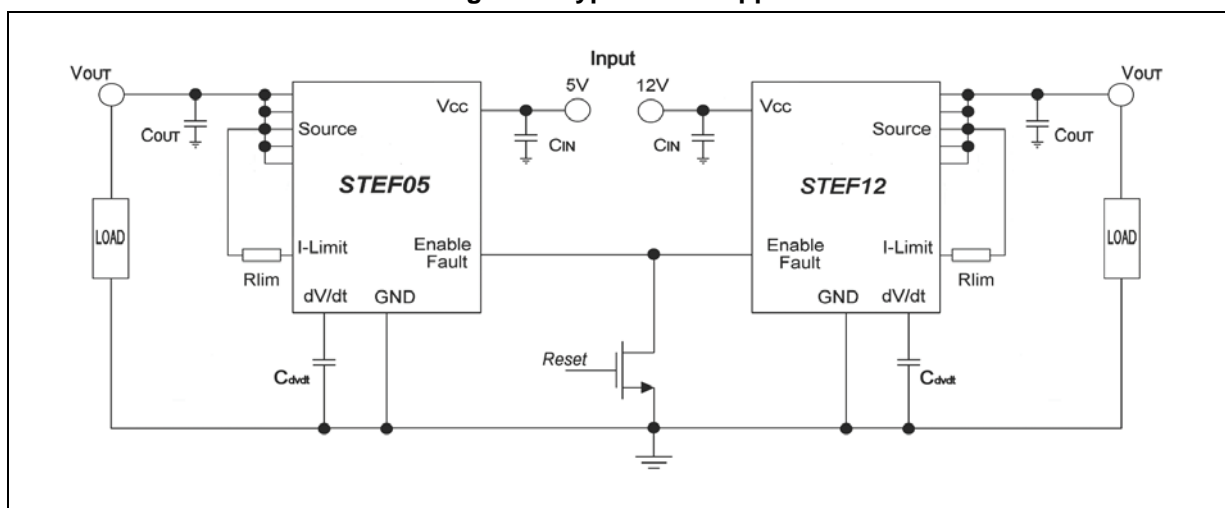 Input
VOUT
5V
12V
VOUT
Vcc
Vcc
COUT
Source
CIN
CIN
Source
COUT
STEF05
STEF12
LOAD
LOAD
I-Limit
Enable
Fault
Enable
Fault
I-Limit
Rlim
Rlim
dV/dt
GND
GND
dV/dt
Reset
Cdvdt
Cdvdt